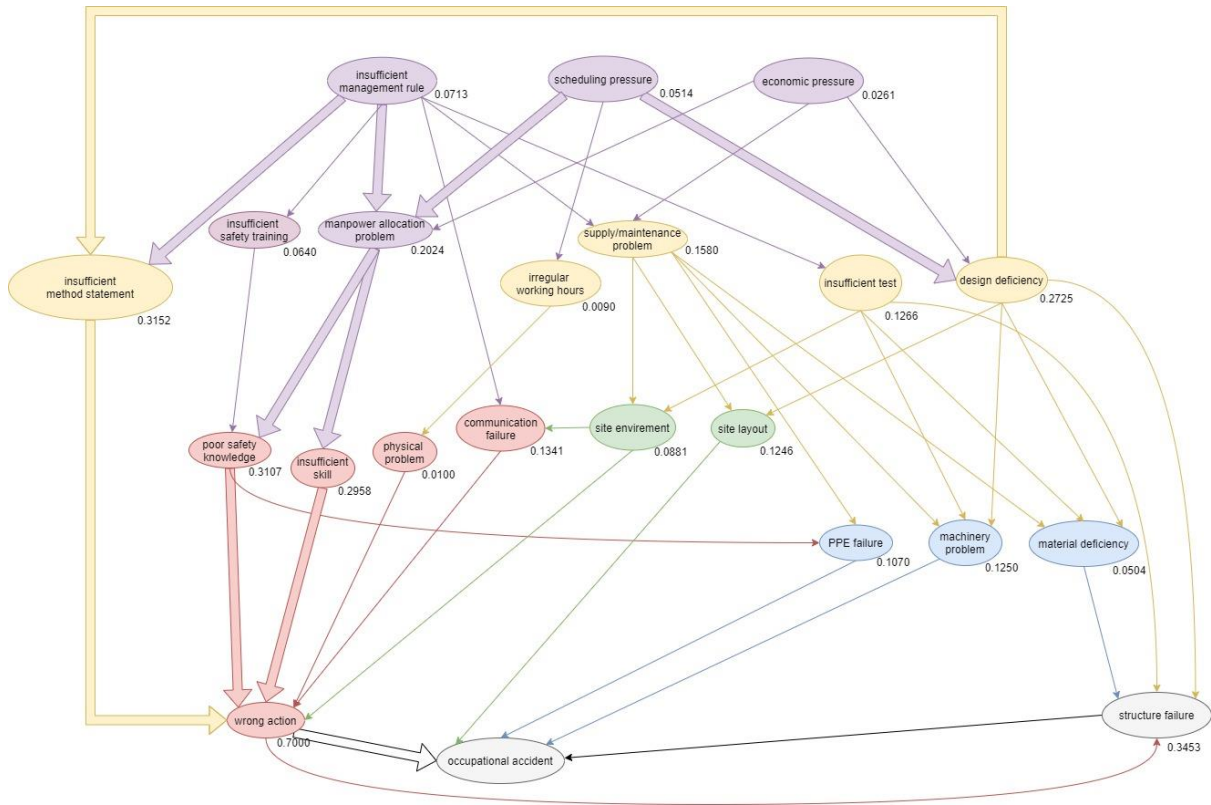 insufficient
management rule
0.0713
scheduling pressure
0.0514
economic pressure
0.0261
insufficient
safety training
0.0640
manpower allocation
problem
0.2024
supply/maintenance
problem
0.1580
insufficient
method statement
0.3152
irregular
working hours
0.0090
insufficient test
0.1266
design deficiency
0.2725
poor safety
knowledge
0.3107
insufficient
skill
0.2958
physical
problem
0.0100
communication
failure
0.1341
site envirement
0.0881
site layout
0.1246
PPE failure
0.1070
machinery
problem
0.1250
material deficiency
0.0504
wrong action
0.7000
occupational accident
structure failure
0.3453